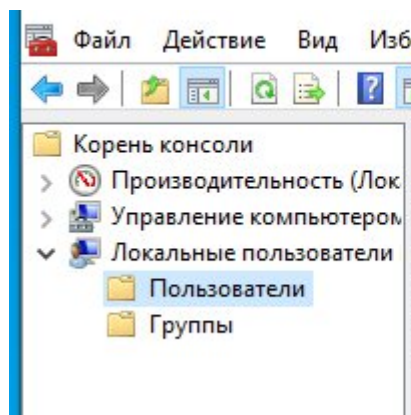 Файл Действие Вид Изб
Корень консоли
Производительность (Лок
Управление компьютером
Локальные пользователи
Пользователи
Группы